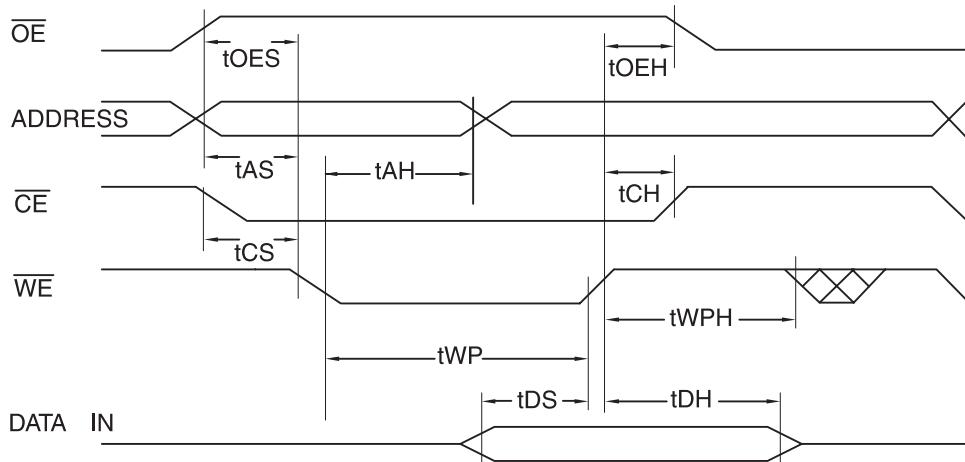 OE
tOES
tOEH
ADDRESS
tAS
tAH
tCH
CE
tCS
WE
tWPH
tWP
tDS
tDH
DATA IN